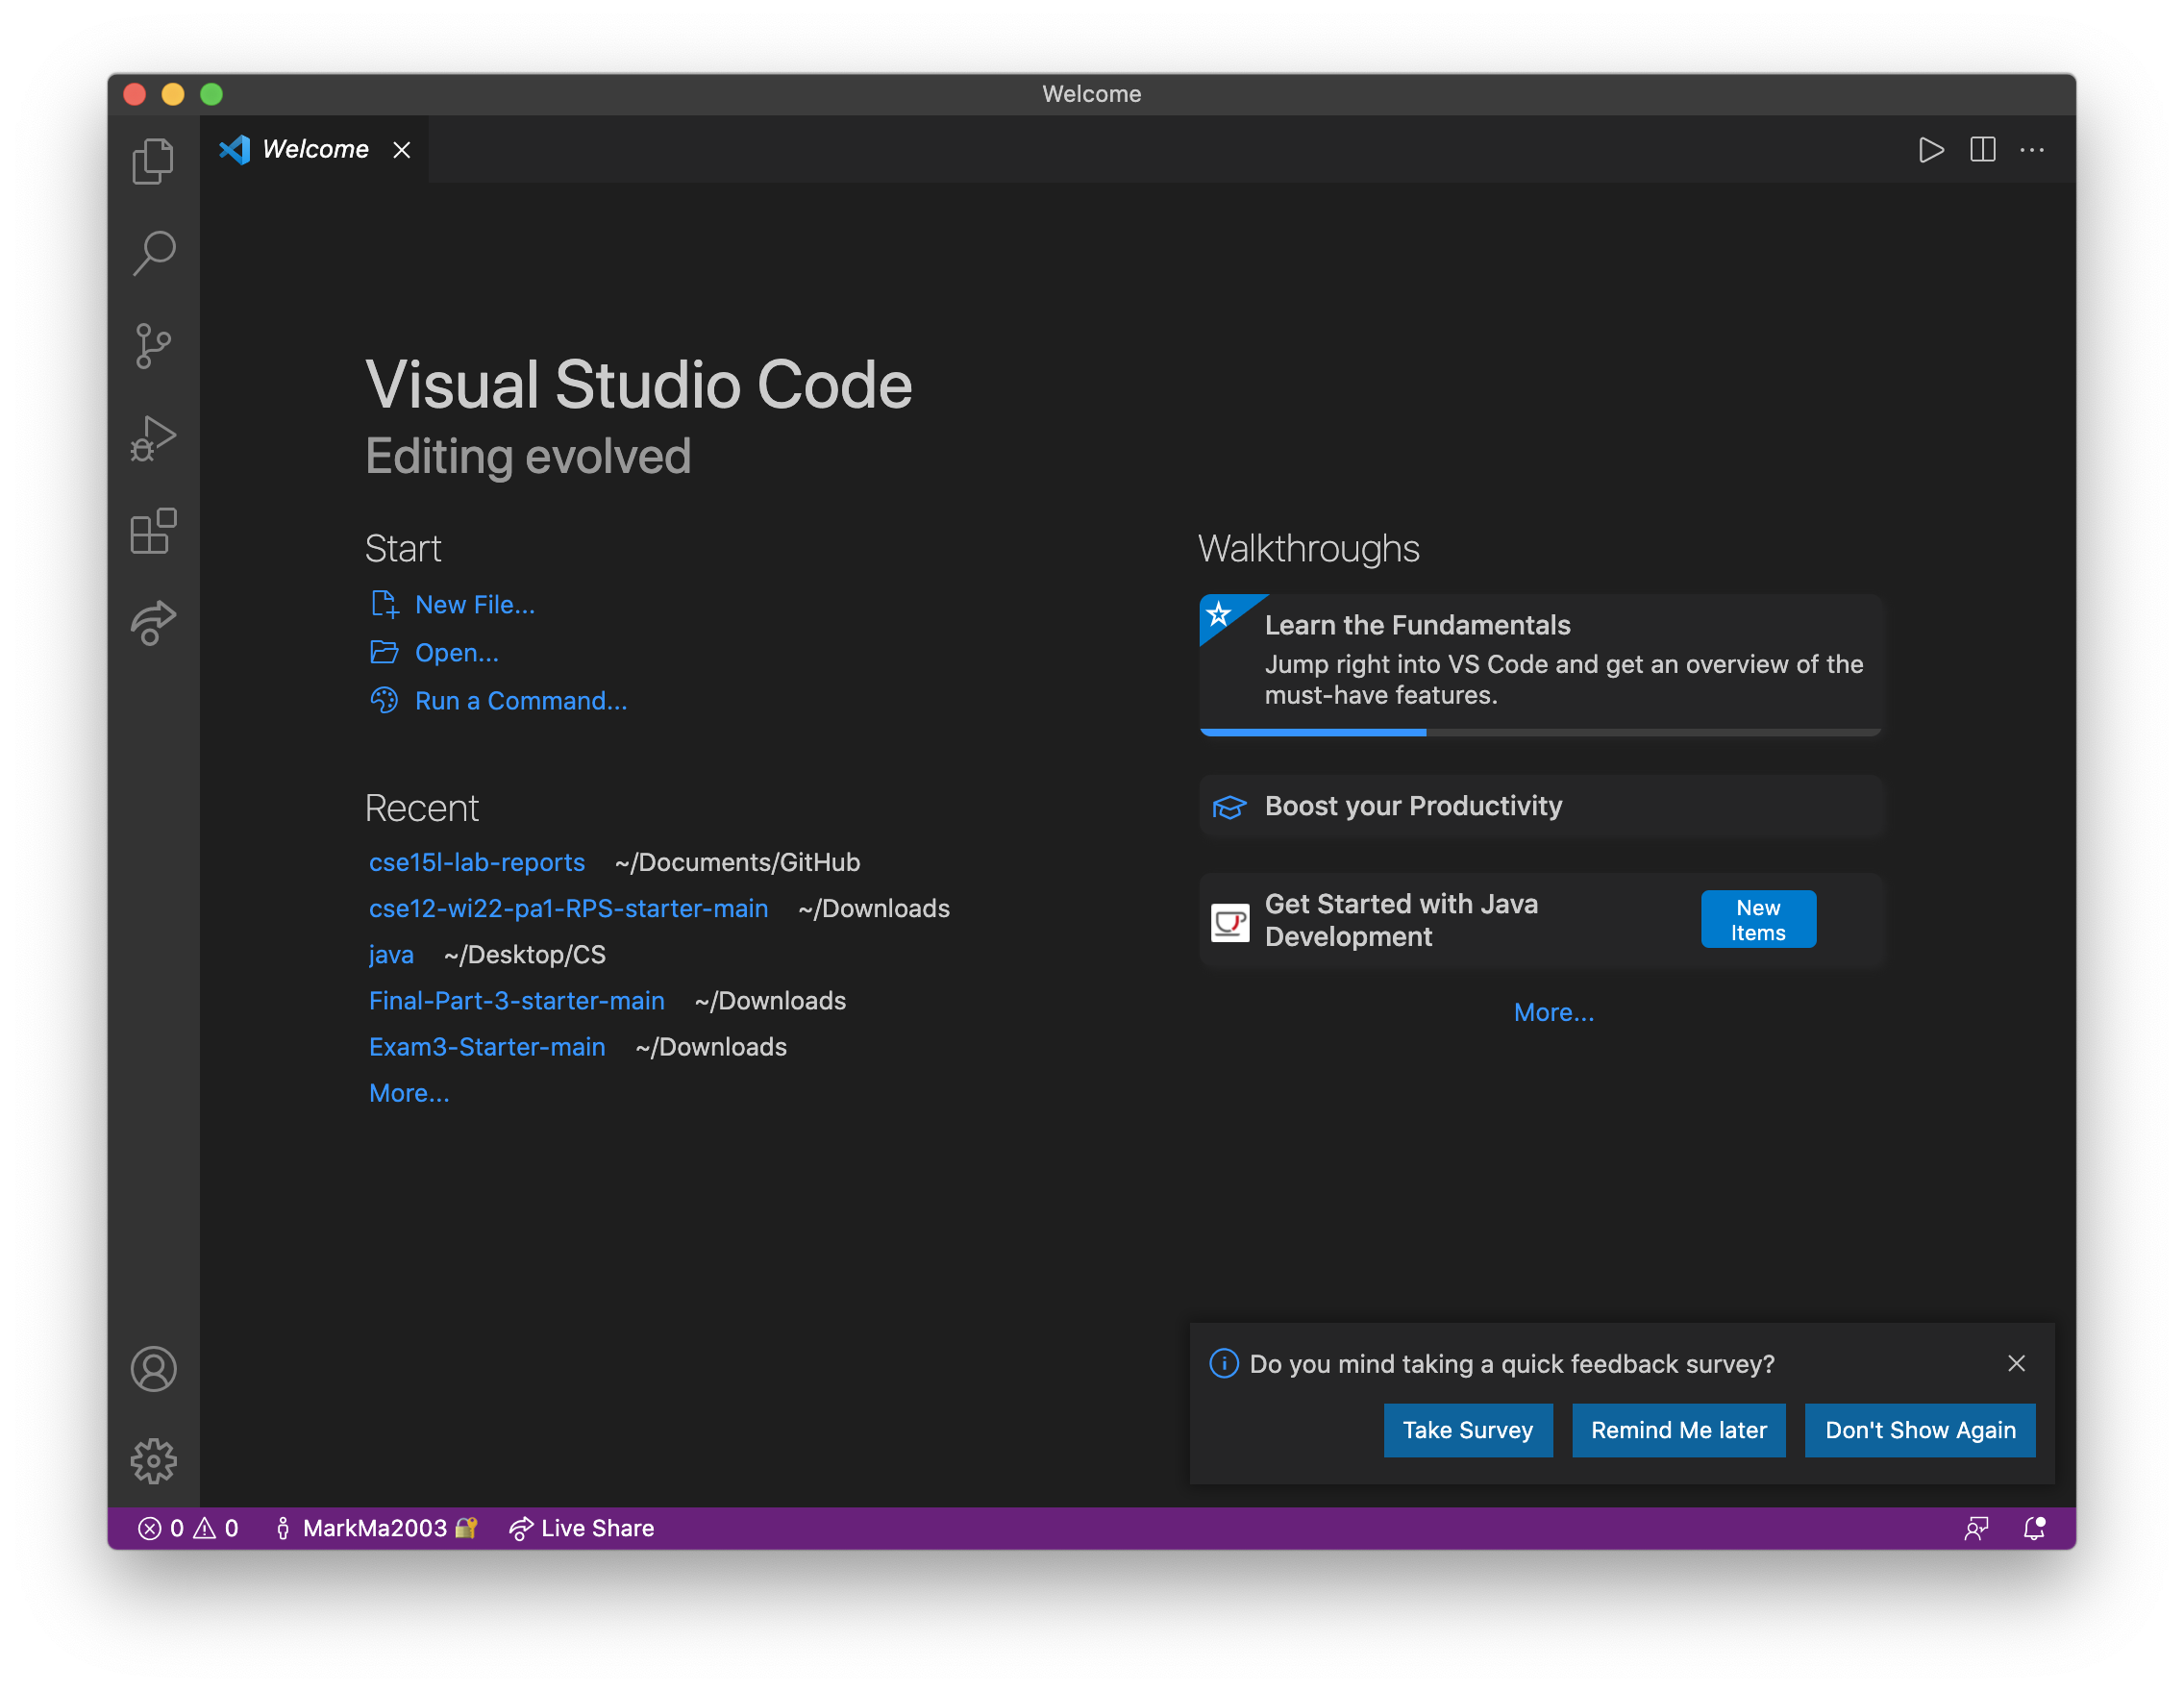 Welcome
Welcome
Visual Studio Code
Editing evolved
Start
New File...
Open...
Run a Command...
Recent
cse15l-lab-reports ~/Documents/GitHub
cse12-wi22-pa1-RPS-starter-main ~/Downloads
java ~/Desktop/CS
Final-Part-3-starter-main ~/Downloads
Exam3-Starter-main ~/Downloads
More...
Walkthroughs
Learn the Fundamentals
Jump right into VS Code and get an overview of the
must-have features.
Boost your Productivity
Get Started with Java
Development
New
Items
More...
Do you mind taking a quick feedback survey?
Take Survey
Remind Me later
Don't Show Again
0 0 MarkMa2003 Live Share